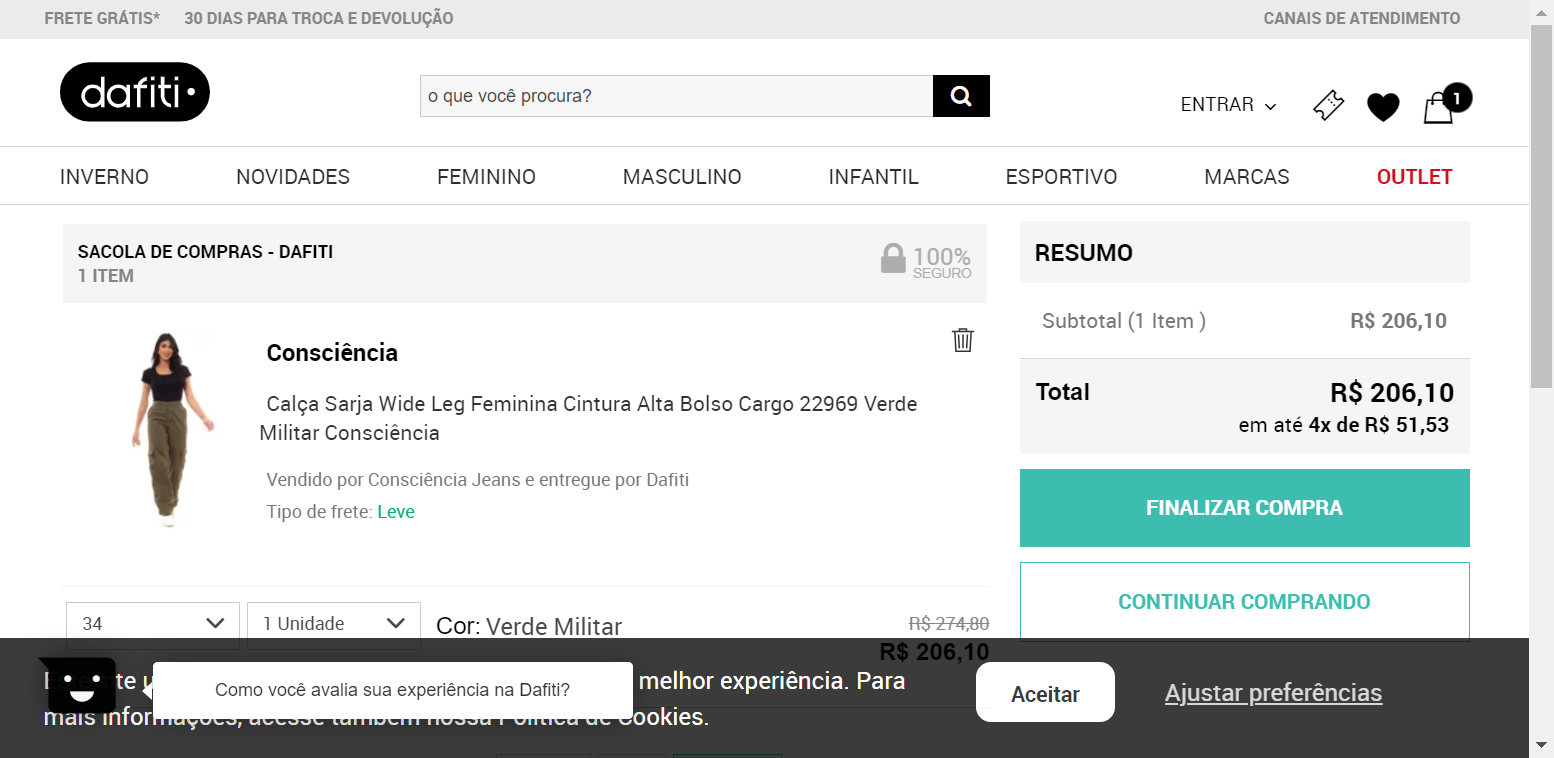 FRETE GRÁTIS* 30 DIAS PARA TROCA E DEVOLUÇÃO CANAIS DE ATENDIMENTO
dafiti
o que você procura?
ENTRAR
1
INVERNO NOVIDADES FEMININO MASCULINO INFANTIL ESPORTIVO MARCAS OUTLET
SACOLA DE COMPRAS - DAFITI
1 ITEM
100%
SEGURO
Consciência
Calça Sarja Wide Leg Feminina Cintura Alta Bolso Cargo 22969 Verde
Militar Consciência
Vendido por Consciência Jeans e entregue por Dafiti
Tipo de frete: Leve
34
1 Unidade
Cor: Verde Militar
R$ 274,80
R$ 206,10
RESUMO
Subtotal (1 Item ) R$ 206,10
Total R$ 206,10
em até 4x de R$ 51,53
FINALIZAR COMPRA
CONTINUAR COMPRANDO
Como você avalia sua experiência na Dafiti?
melhor experiência. Para
mais informações, acesse também nossa Política de Cookies.
Aceitar
Ajustar preferências